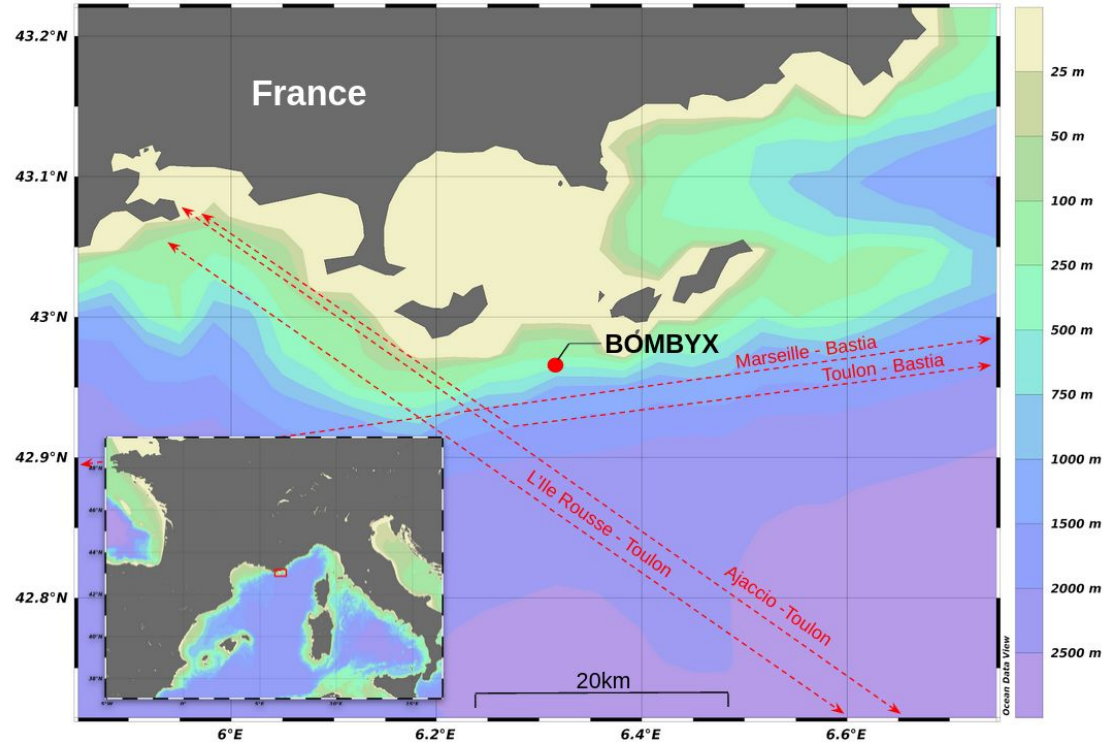 43.2°N
43.1°N
43°N
42.9°N
42.8°N
6°E
6.2°E
6.4°E
6.6°E
France
BOMBYX
Marseille - Bastia
Toulon - Bastia
L'Ile Rousse - Toulon
Ajaccio -Toulon
20km
25 m
50 m
100 m
250 m
500 m
750 m
1000 m
1500 m
2000 m
2500 m
Ocean Data View